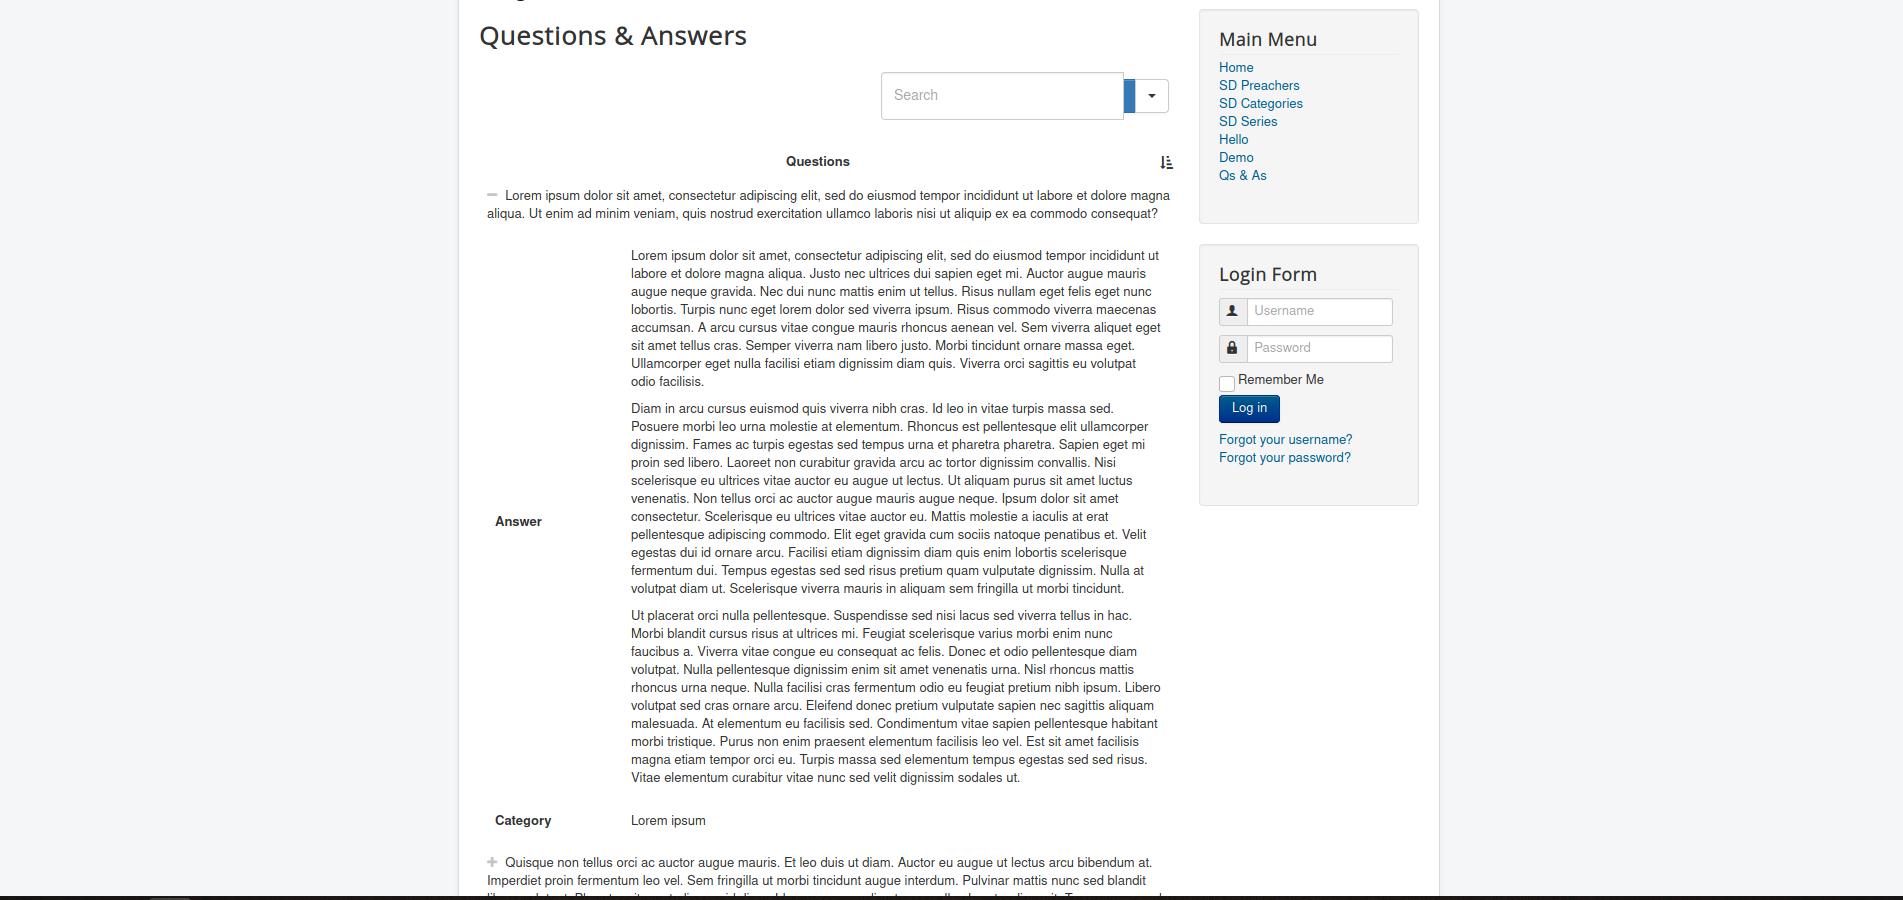 Questions & Answers
Search
Questions
Lorem ipsum dolor sit amet, consectetur adipiscing elit, sed do eiusmod tempor incididunt ut labore et dolore magna
aliqua. Ut enim ad minim veniam, quis nostrud exercitation ullamco laboris nisi ut aliquip ex ea commodo consequat?
Lorem ipsum dolor sit amet, consectetur adipiscing elit, sed do eiusmod tempor incididunt ut
labore et dolore magna aliqua. Justo nec ultrices dui sapien eget mi. Auctor augue mauris
augue neque gravida. Nec dui nunc mattis enim ut tellus. Risus nullam eget felis eget nunc
lobortis. Turpis nunc eget lorem dolor sed viverra ipsum. Risus commodo viverra maecenas
accumsan. A arcu cursus vitae congue mauris rhoncus aenean vel. Sem viverra aliquet eget
sit amet tellus cras. Semper viverra nam libero justo. Morbi tincidunt ornare massa eget.
Ullamcorper eget nulla facilisi etiam dignissim diam quis. Viverra orci sagittis eu volutpat
odio facilisis.
Diam in arcu cursus euismod quis viverra nibh cras. Id leo in vitae turpis massa sed.
Posuere morbi leo urna molestie at elementum. Rhoncus est pellentesque elit ullamcorper
dignissim. Fames ac turpis egestas sed tempus urna et pharetra pharetra. Sapien eget mi
proin sed libero. Laoreet non curabitur gravida arcu ac tortor dignissim convallis. Nisi
scelerisque eu ultrices vitae auctor eu augue ut lectus. Ut aliquam purus sit amet luctus
venenatis. Non tellus orci ac auctor augue mauris augue neque. Ipsum dolor sit amet
consectetur. Scelerisque eu ultrices vitae auctor eu. Mattis molestie a iaculis at erat
Answer
pellentesque adipiscing commodo. Elit eget gravida cum sociis natoque penatibus et. Velit
egestas dui id ornare arcu. Facilisi etiam dignissim diam quis enim lobortis scelerisque
fermentum dui. Tempus egestas sed sed risus pretium quam vulputate dignissim. Nulla at
volutpat diam ut. Scelerisque viverra mauris in aliquam sem fringilla ut morbi tincidunt.
Ut placerat orci nulla pellentesque. Suspendisse sed nisi lacus sed viverra tellus in hac.
Morbi blandit cursus risus at ultrices mi. Feugiat scelerisque varius morbi enim nunc
faucibus a. Viverra vitae congue eu consequat ac felis. Donec et odio pellentesque diam
volutpat. Nulla pellentesque dignissim enim sit amet venenatis urna. Nisl rhoncus mattis
rhoncus urna neque. Nulla facilisi cras fermentum odio eu feugiat pretium nibh ipsum. Libero
volutpat sed cras ornare arcu. Eleifend donec pretium vulputate sapien nec sagittis aliquam
malesuada. At elementum eu facilisis sed. Condimentum vitae sapien pellentesque habitant
morbi tristique. Purus non enim praesent elementum facilisis leo vel. Est sit amet facilisis
magna etiam tempor orci eu. Turpis massa sed elementum tempus egestas sed sed risus.
Vitae elementum curabitur vitae nunc sed velit dignissim sodales ut.
Category Lorem ipsum
Quisque non tellus orci ac auctor augue mauris. Et leo duis ut diam. Auctor eu augue ut lectus arcu bibendum at.
Imperdiet proin fermentum leo vel. Sem fringilla ut morbi tincidunt augue interdum. Pulvinar mattis nunc sed blandit
Main Menu
Home
SD Preachers
SD Categories
SD Series
Hello
Demo
Qs & As
Login Form
Username
Password
Remember Me
Log in
Forgot your username?
Forgot your password?